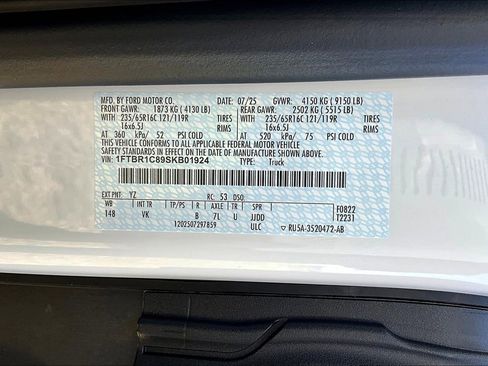 MFD. BY FORD MOTOR CO. 07/25 GVWR: 4150 KG ( 9150 LB)
FRONT GAWR: 1873 KG ( 4130 LB) REAR GAWR: 2502 KG ( 5515 LB)
WITH 235/65R16C 121/119R TIRES WITH 235/65R16C 121/119R TIRES
16x6.5J RIMS 16x6.5J RIMS
AT 360 kPa/ 52 PSI COLD AT 520 kPa/ 75 PSI COLD
THIS VEHICLE CONFORMS TO ALL APPLICABLE FEDERAL MOTOR VEHICLE
SAFETY STANDARDS IN EFFECT ON THE DATE OF MANUFACTURE SHOWN ABOVE.
VIN: 1FTBR1C89SKB01924 TYPE: Truck
EXT PNT: YZ RC: 53 DSO:
WB INT TR TP/PS R AXLE TR SPR F0822
148 VK B 7L U JJDD T2231
1202507297859 ULC RU5A-3520472-AB